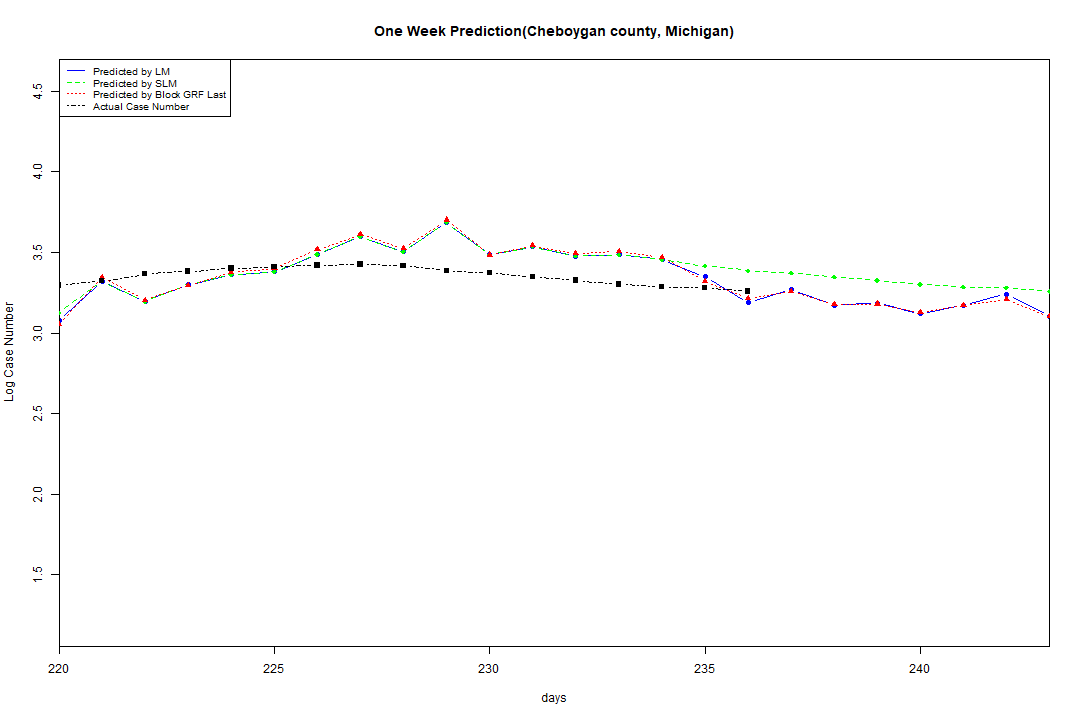 One Week Prediction(Cheboygan county, Michigan)
Predicted by LM
Predicted by SLM
Predicted by Block GRF Last
Actual Case Number
4.5
4.0
3.5
3.0
2.5
2.0
1.5
Log Case Number
220 225 230 235 240
days